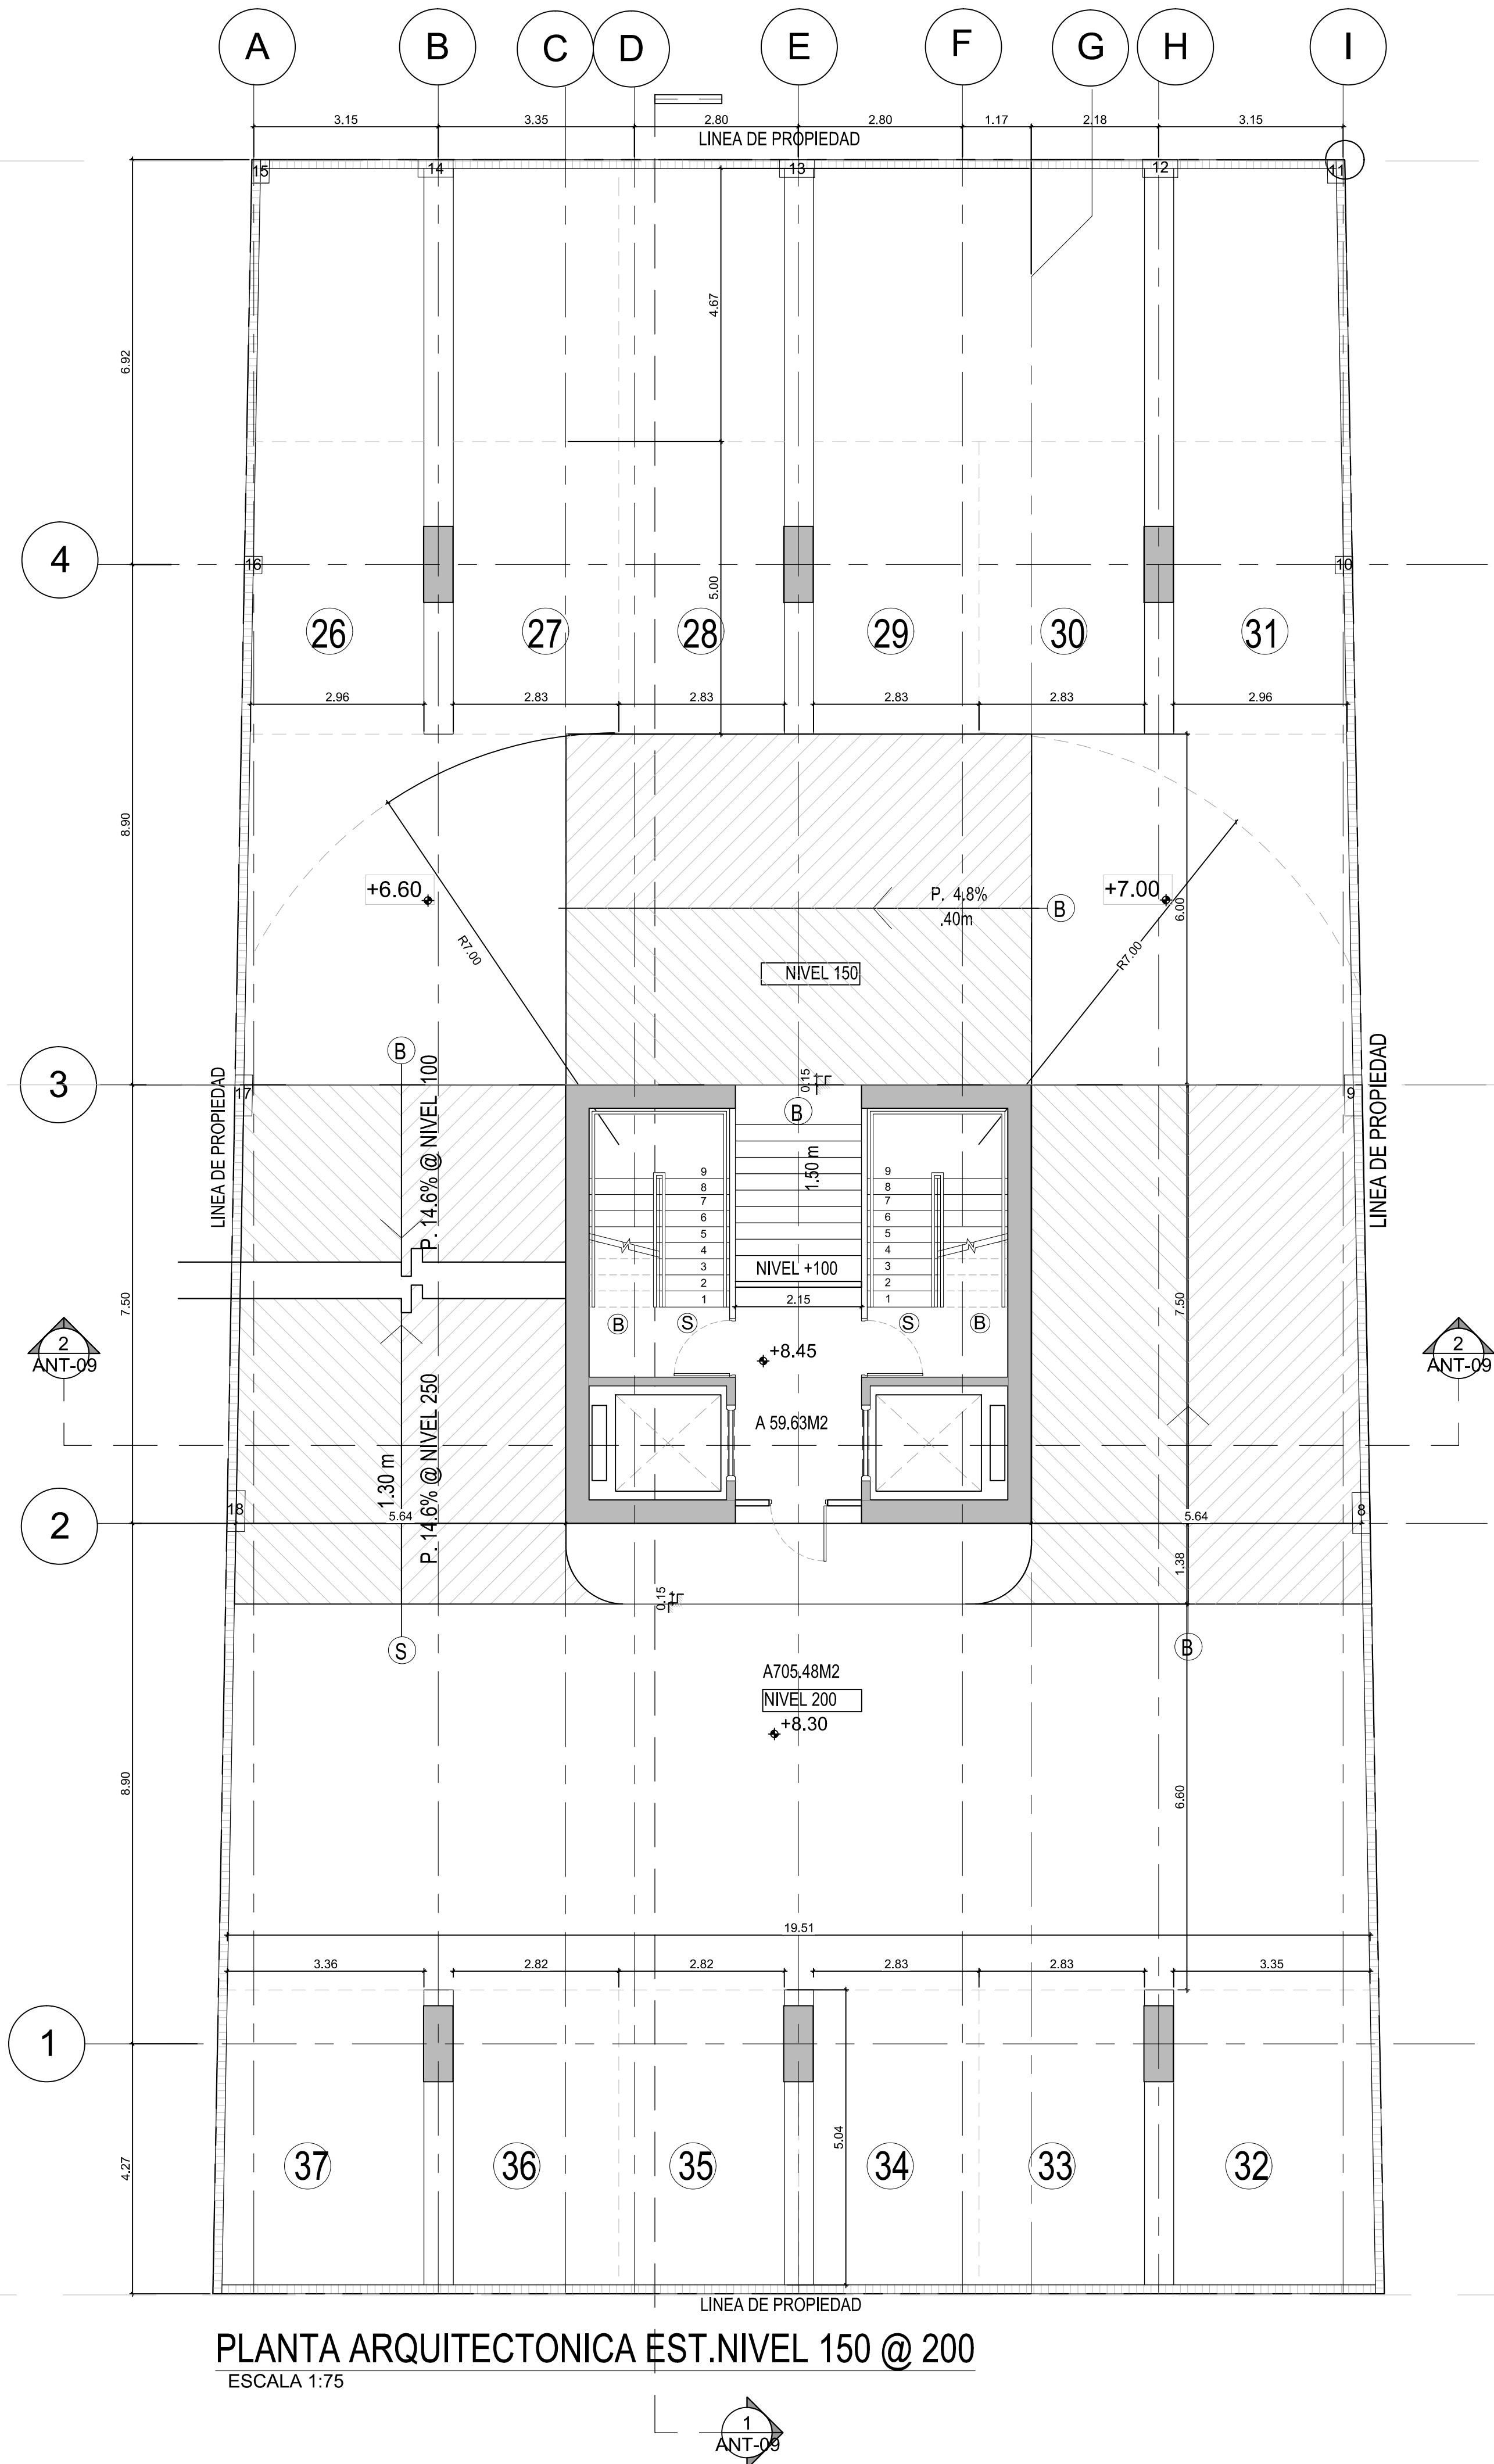 A B C D E F G H I
3.15 3.35 2.80 2.80 1.17 2.18 3.15
LINEA DE PROPIEDAD
15 14 13 12 11
4.67
6.92
4
16 10
5.00
26 27 28 29 30 31
2.96 2.83 2.83 2.83 2.83 2.96
8.90
+6.60
P. 4.8%
.40m
B
+7.00
6.00
R7.00
R7.00
NIVEL 150
3
17
B
P. 14.6% @ NIVEL 100
LINEA DE PROPIEDAD
0.15
B
1.50 m
9
LINEA DE PROPIEDAD
9 9
8 8
7 7
6 6
5 5
4 4
3 3
2 2
1 1
NIVEL +100
2.15
B S S B
7.50
7.50
2
ANT-09
2
ANT-09
+8.45
A 59.63M2
1.30 m
P. 14.6% @ NIVEL 250
2
18
5.64
5.64
8
1.38
0.15
S
B
A705.48M2
NIVEL 200
+8.30
8.90
6.60
19.51
3.36 2.82 2.82 2.83 2.83 3.35
1
5.04
4.27
37 36 35 34 33 32
LINEA DE PROPIEDAD
PLANTA ARQUITECTONICA EST.NIVEL 150 @ 200
ESCALA 1:75
1
ANT-09